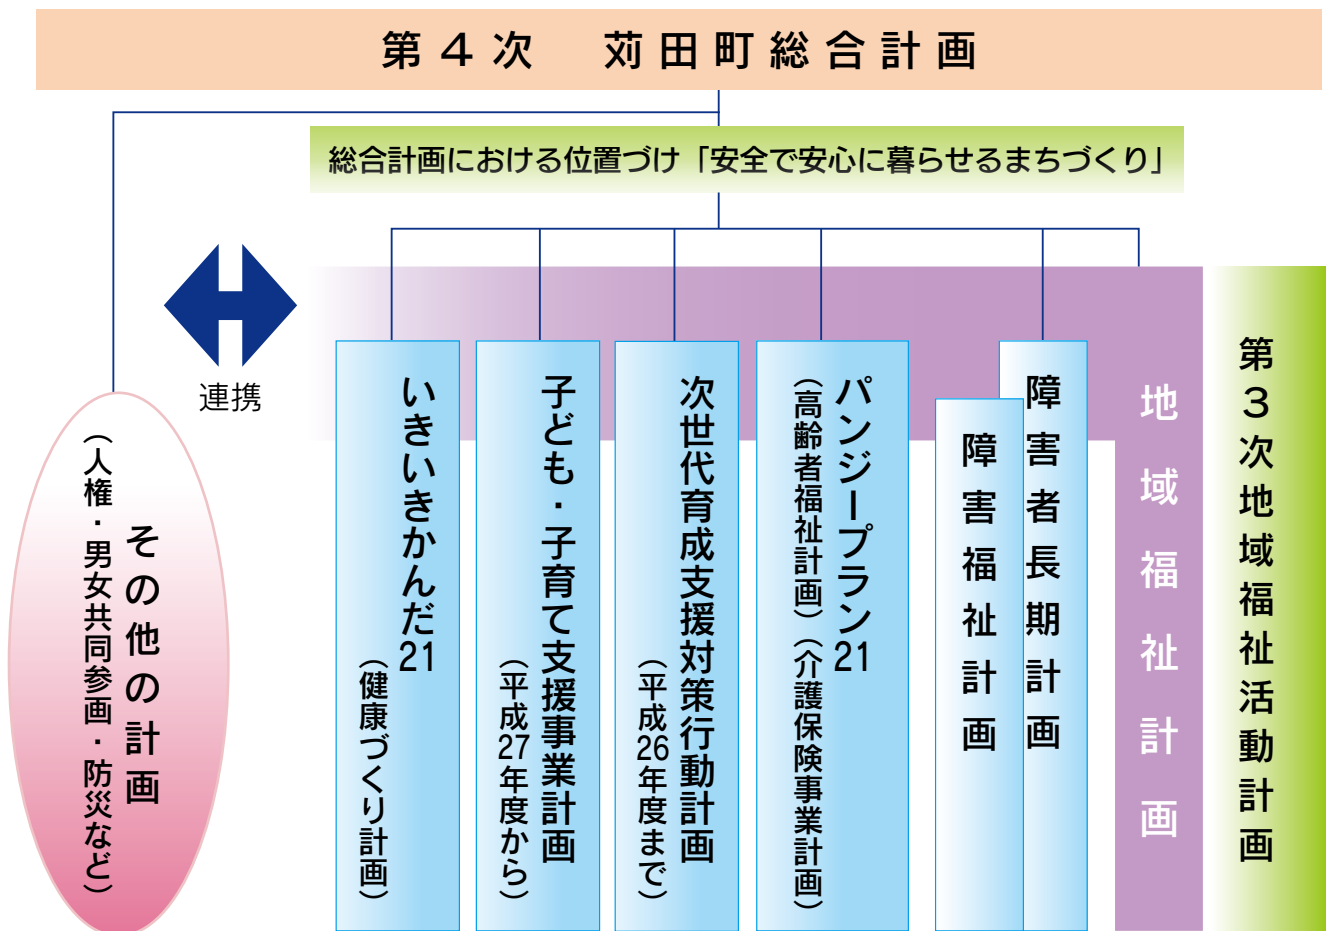 第４次　苅田町総合計画
総合計画における位置づけ「安全で安心に暮らせるまちづくり」
連携
その他の計画
（人権・男女共同参画・防災など）
いきいきかんだ21
（健康づくり計画）
子ども・子育て支援事業計画
（平成27年度から）
次世代育成支援対策行動計画
（平成26年度まで）
パンジープラン21
（高齢者福祉計画）（介護保険事業計画）
障害福祉計画
障害者長期計画
地域福祉計画
第３次地域福祉活動計画